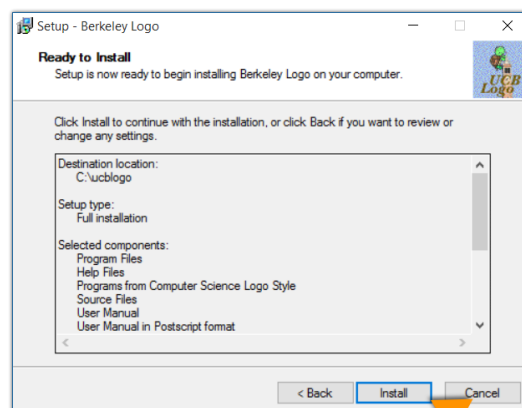 Setup - Berkeley Logo
Ready to Install
Setup is now ready to begin installing Berkeley Logo on your computer.
UCB
Logo
Click Install to continue with the installation, or click Back if you want to review or
change any settings.
Destination location:
C:\ucblogo
Setup type:
Full installation
Selected components:
Program Files
Help Files
Programs from Computer Science Logo Style
Source Files
User Manual
User Manual in Postscript format
< Back
Install
Cancel